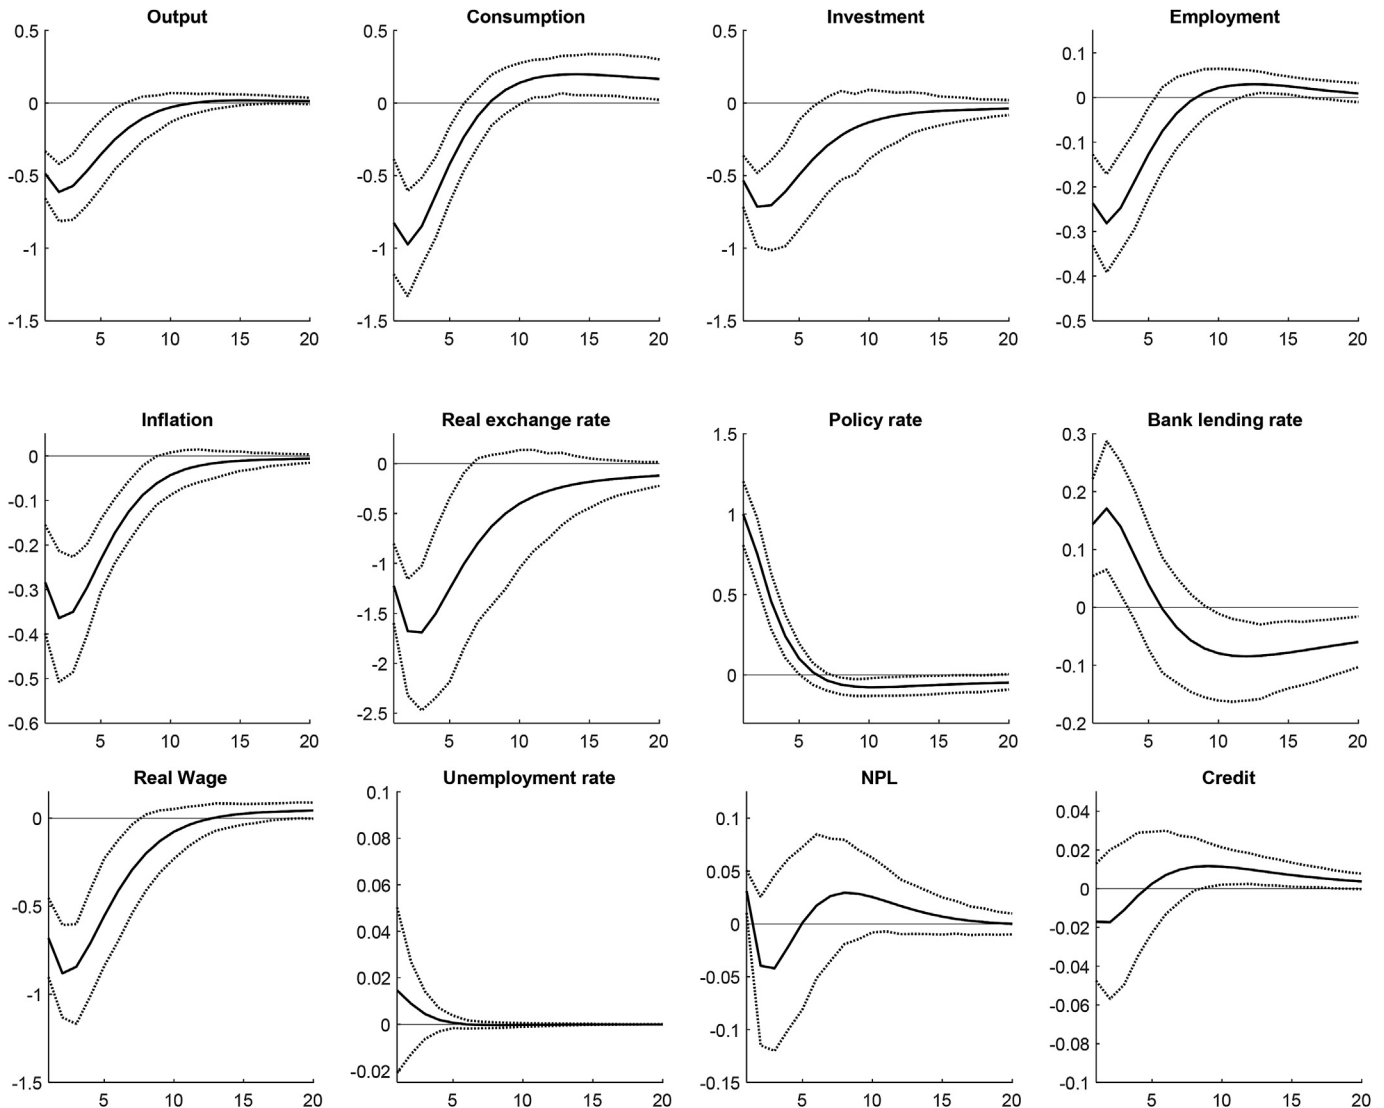 Output
0.5
0
-0.5
-1
-1.5
5 10 15 20
Consumption
0.5
0
-0.5
-1
-1.5
5 10 15 20
Investment
0.5
0
-0.5
-1
-1.5
5 10 15 20
Employment
0.1
0
-0.1
-0.2
-0.3
-0.4
-0.5
5 10 15 20
Inflation
0
-0.1
-0.2
-0.3
-0.4
-0.5
-0.6
5 10 15 20
Real exchange rate
0
-0.5
-1
-1.5
-2
-2.5
5 10 15 20
Policy rate
1.5
1
0.5
0
5 10 15 20
Bank lending rate
0.3
0.2
0.1
0
-0.1
-0.2
5 10 15 20
Real Wage
0
-0.5
-1
-1.5
5 10 15 20
Unemployment rate
0.1
0.08
0.06
0.04
0.02
0
-0.02
5 10 15 20
NPL
0.1
0.05
0
-0.05
-0.1
-0.15
5 10 15 20
Credit
0.04
0.02
0
-0.02
-0.04
-0.06
-0.08
-0.1
5 10 15 20